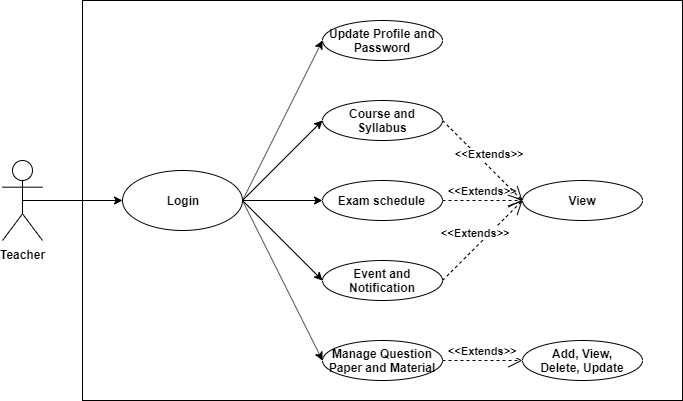 Update Profile and
Password
Course and
Syllabus
<<Extends>>
Login
Exam schedule
<<Extends>>
View
Teacher
<<Extends>>
Event and
Notification
Manage Question
Paper and Material
<<Extends>>
Add, View,
Delete, Update